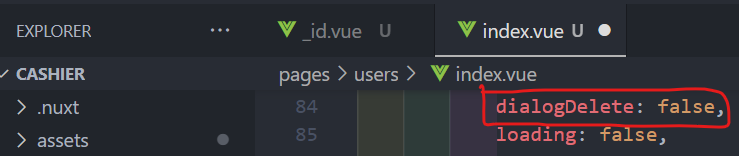 EXPLORER
···
_id.vue U
index.vue U
CASHIER
pages > users > index.vue
.nuxt
84 dialogDelete: false,
assets
85 loading: false,